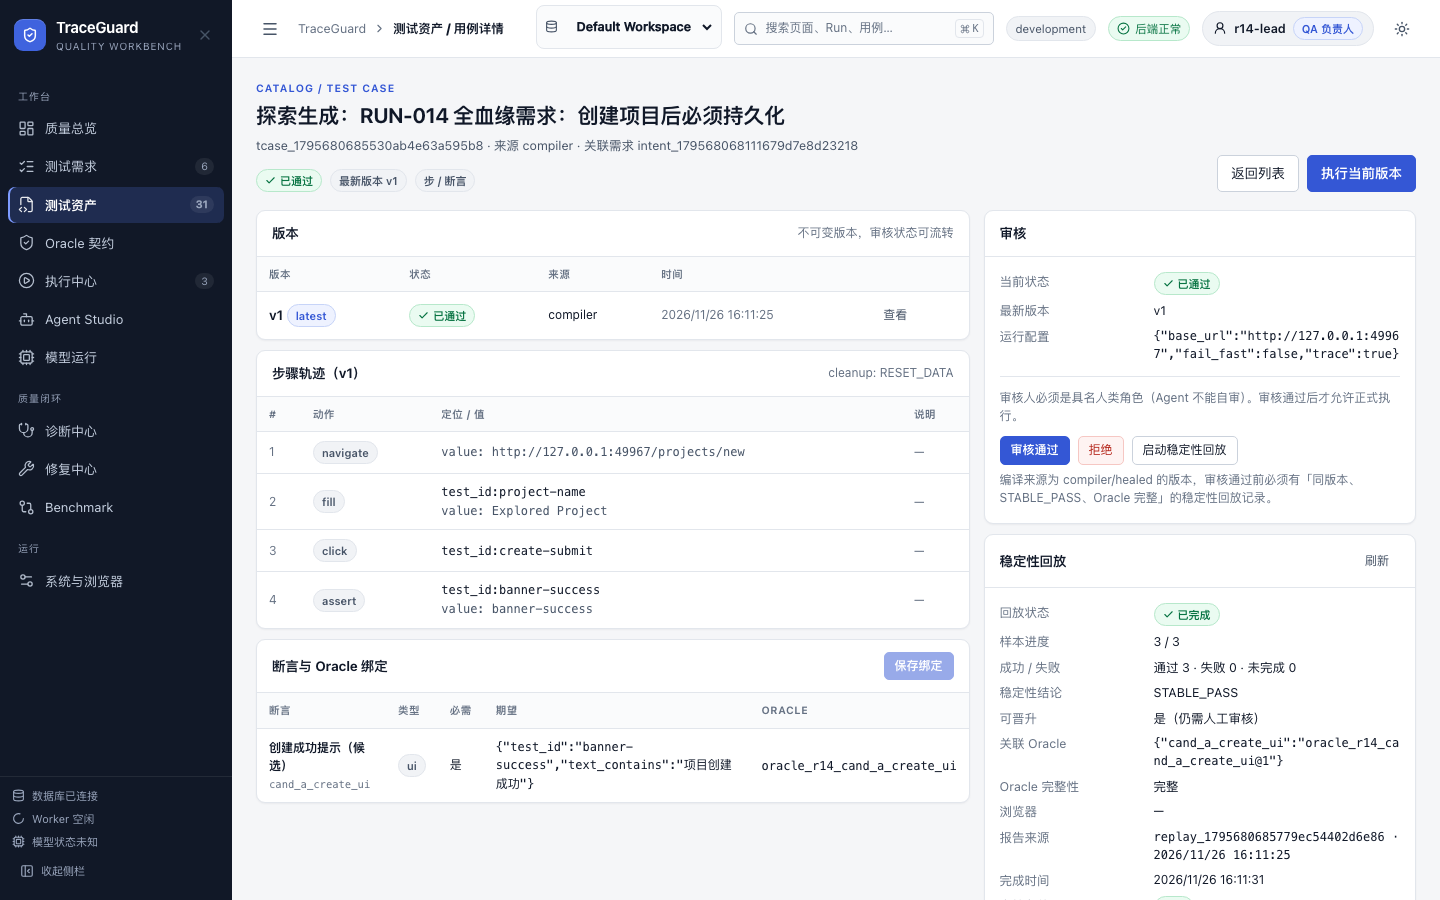 TraceGuard
QUALITY WORKBENCH
工作台
质量总览
测试需求 6
测试资产 31
Oracle 契约
执行中心 3
Agent Studio
模型运行
质量闭环
诊断中心
修复中心
Benchmark
运行
系统与浏览器
数据库已连接
Worker 空闲
模型状态未知
收起侧栏
TraceGuard > 测试资产 / 用例详情
Default Workspace
搜索页面、Run、用例... ⌘K
development
后端正常
r14-lead QA 负责人
CATALOG / TEST CASE
探索生成：RUN-014 全血缘需求：创建项目后必须持久化
tcase_1795680685530ab4e63a595b8 · 来源 compiler · 关联需求 intent_179568068111679d7e8d23218
已通过 最新版本 v1 步 / 断言
返回列表 执行当前版本
版本 不可变版本，审核状态可流转
版本 状态 来源 时间
v1 latest 已通过 compiler 2026/11/26 16:11:25 查看
步骤轨迹（v1） cleanup: RESET_DATA
# 动作 定位 / 值 说明
1 navigate value: http://127.0.0.1:49967/projects/new —
2 fill test_id:project-name —
value: Explored Project
3 click test_id:create-submit —
4 assert test_id:banner-success —
value: banner-success
断言与 Oracle 绑定 保存绑定
断言 类型 必需 期望 ORACLE
创建成功提示（候
选）
cand_a_create_ui
ui
是
{"test_id":"banner-
success","text_contains":"项目创建
成功"}
oracle_r14_cand_a_create_ui
审核
当前状态 已通过
最新版本 v1
运行配置 {"base_url":"http://127.0.0.1:4996
7","fail_fast":false,"trace":true}
审核人必须是具名人类角色（Agent 不能自审）。审核通过后才允许正式执
行。
审核通过 拒绝 启动稳定性回放
编译来源为 compiler/healed 的版本，审核通过前必须有「同版本、
STABLE_PASS、Oracle 完整」的稳定性回放记录。
稳定性回放 刷新
回放状态 已完成
样本进度 3 / 3
成功 / 失败 通过 3 · 失败 0 · 未完成 0
稳定性结论 STABLE_PASS
可晋升 是（仍需人工审核）
关联 Oracle {"cand_a_create_ui":"oracle_r14_ca
nd_a_create_ui@1"}
Oracle 完整性 完整
浏览器 —
报告来源 replay_1795680685779ec54402d6e86 ·
2026/11/26 16:11:25
完成时间 2026/11/26 16:11:31